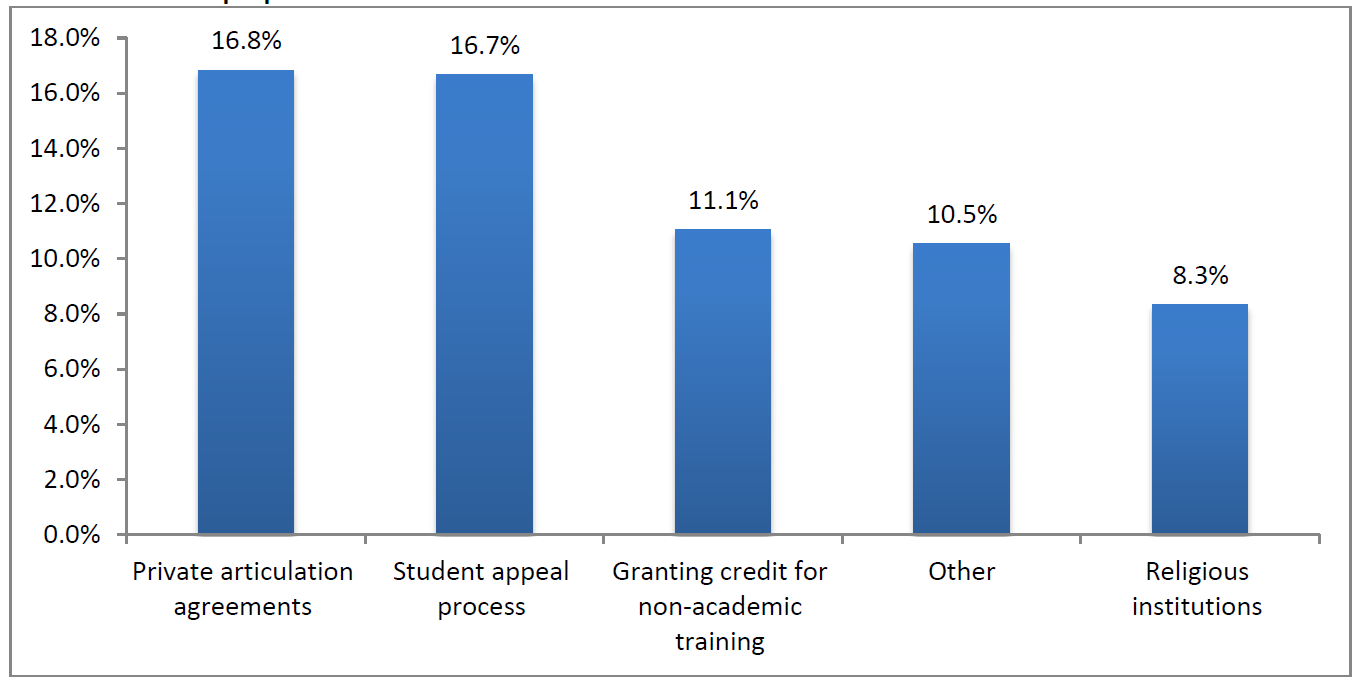 18.0%
16.0%
14.0%
12.0%
10.0%
8.0%
6.0%
4.0%
2.0%
0.0%
16.8%
16.7%
11.1%
10.5%
8.3%
Private articulation
agreements
Student appeal
process
Granting credit for
non-academic
training
Other
Religious
institutions